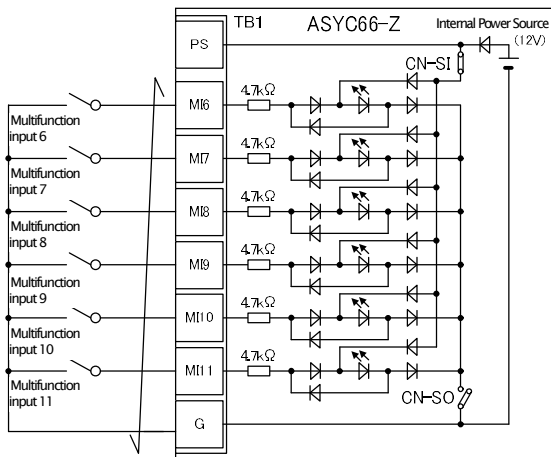 TB1 ASYC66-Z Internal Power Source
(12V)
PS
CN-SI
MI6
4.7kΩ
Multifunction
input 6
MI7
4.7kΩ
Multifunction
input 7
MI8
4.7kΩ
Multifunction
input 8
MI9
4.7kΩ
Multifunction
input 9
MI10
4.7kΩ
Multifunction
input 10
MI11
4.7kΩ
Multifunction
input 11
CN-SO
G